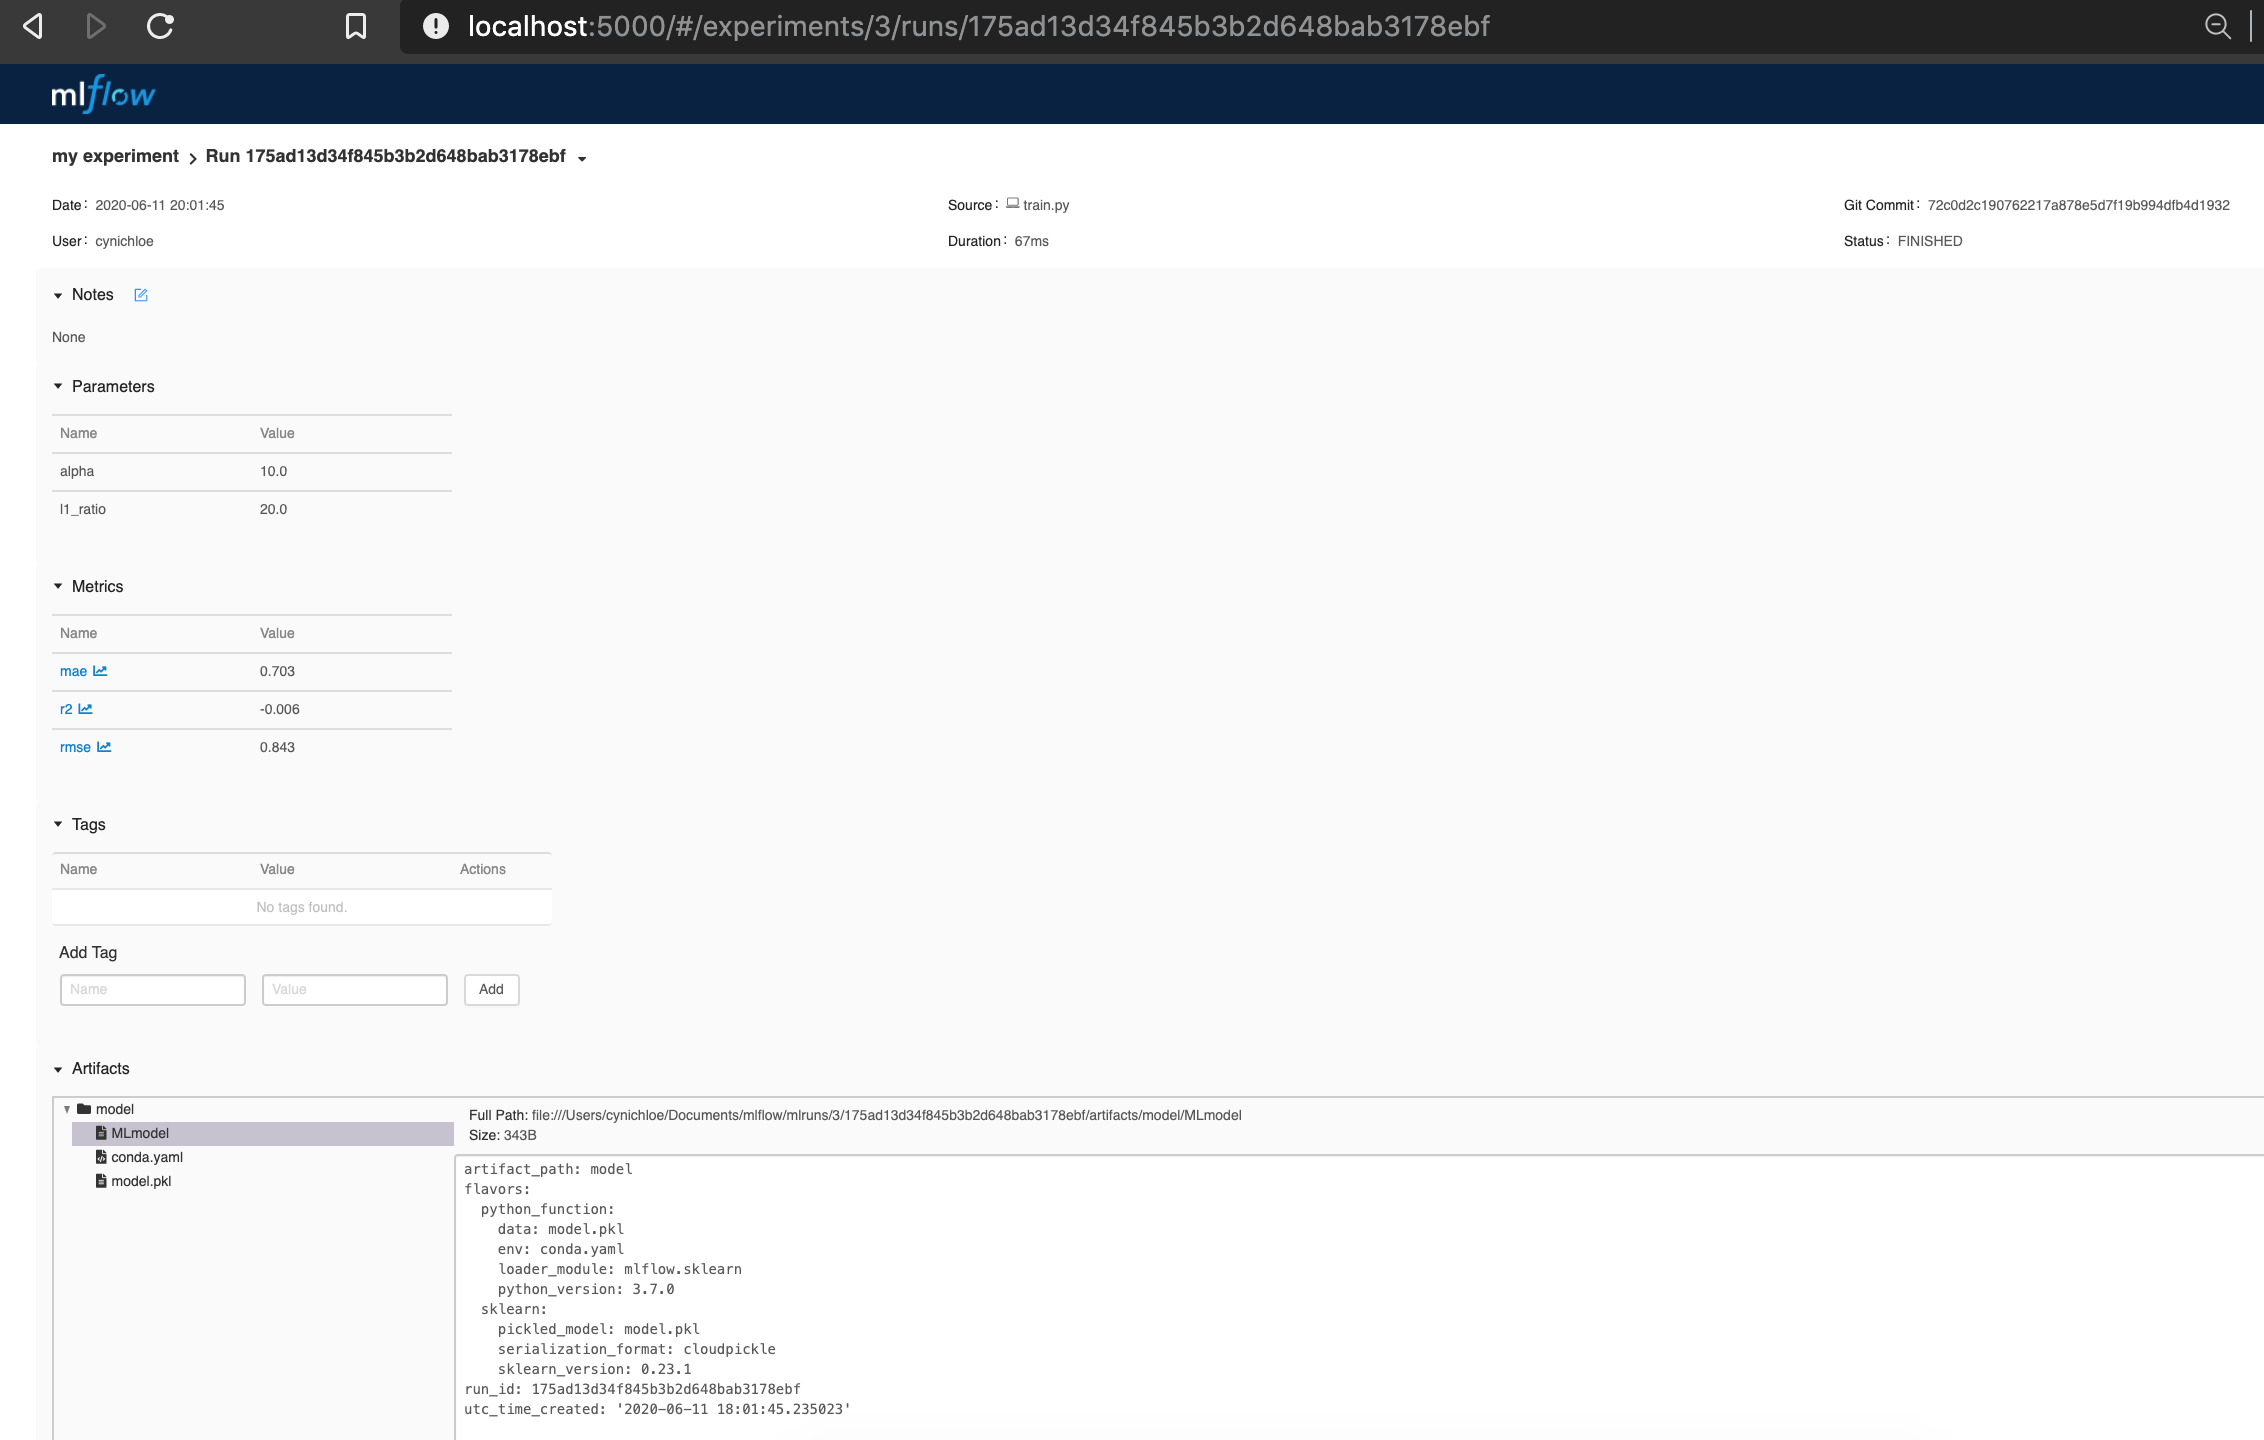 localhost:5000/#/experiments/3/runs/175ad13d34f845b3b2d648bab3178ebf
mlflow
my experiment > Run 175ad13d34f845b3b2d648bab3178ebf
Date: 2020-06-11 20:01:45
Source: train.py
Git Commit: 72c0d2c190762217a878e5d7f19b994dfb4d1932
User: cynichloe
Duration: 67ms
Status: FINISHED
Notes
None
Parameters
Name Value
alpha 10.0
l1_ratio 20.0
Metrics
Name Value
mae 0.703
r2 -0.006
rmse 0.843
Tags
Name Value Actions
No tags found.
Add Tag
Name Value Add
Artifacts
model
MLmodel
conda.yaml
model.pkl
Full Path: file:///Users/cynichloe/Documents/mlflow/mlruns/3/175ad13d34f845b3b2d648bab3178ebf/artifacts/model/MLmodel
Size: 343B
artifact_path: model
flavors:
  python_function:
    data: model.pkl
    env: conda.yaml
    loader_module: mlflow.sklearn
    python_version: 3.7.0
  sklearn:
    pickled_model: model.pkl
    serialization_format: cloudpickle
    sklearn_version: 0.23.1
run_id: 175ad13d34f845b3b2d648bab3178ebf
utc_time_created: '2020-06-11 18:01:45.235023'